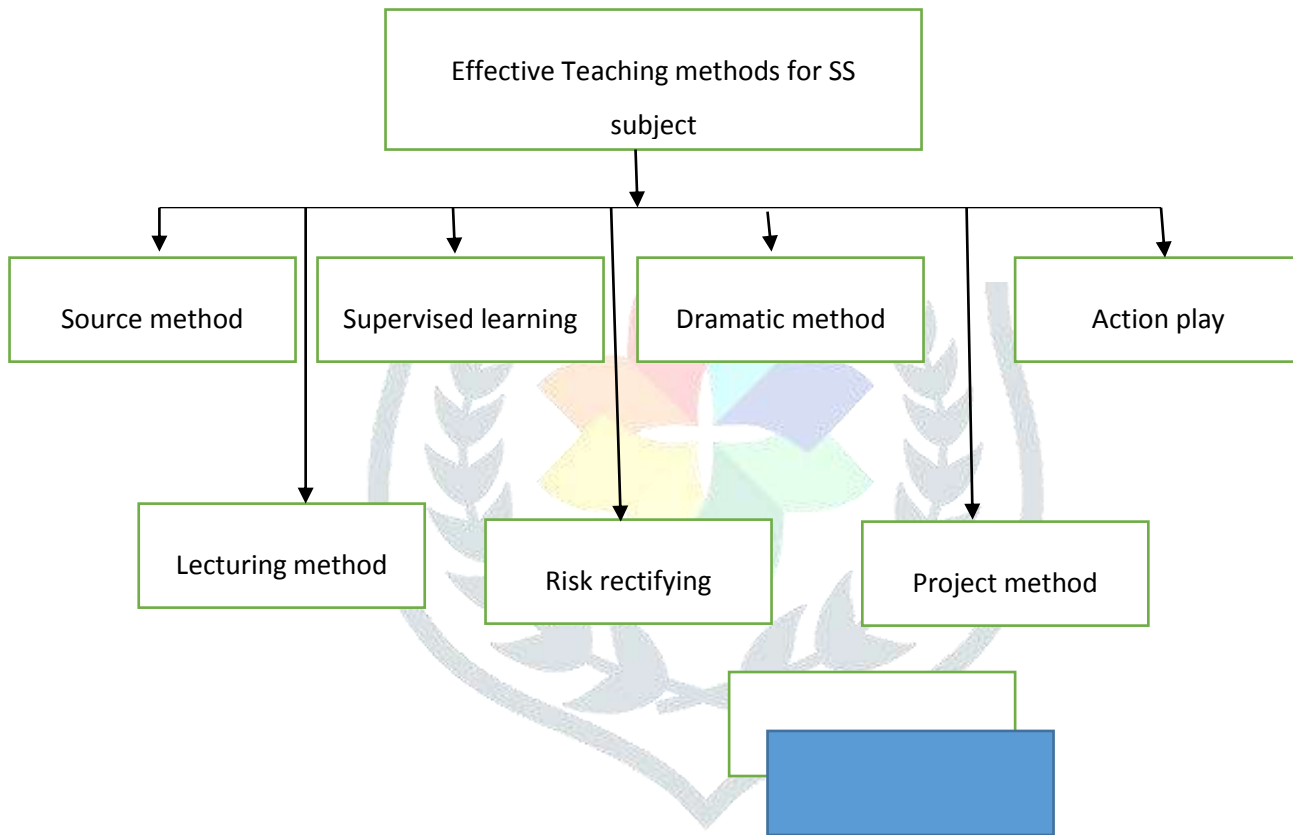 Effective Teaching methods for SS
subject
Source method
Supervised learning
Dramatic method
Action play
Lecturing method
Risk rectifying
Project method